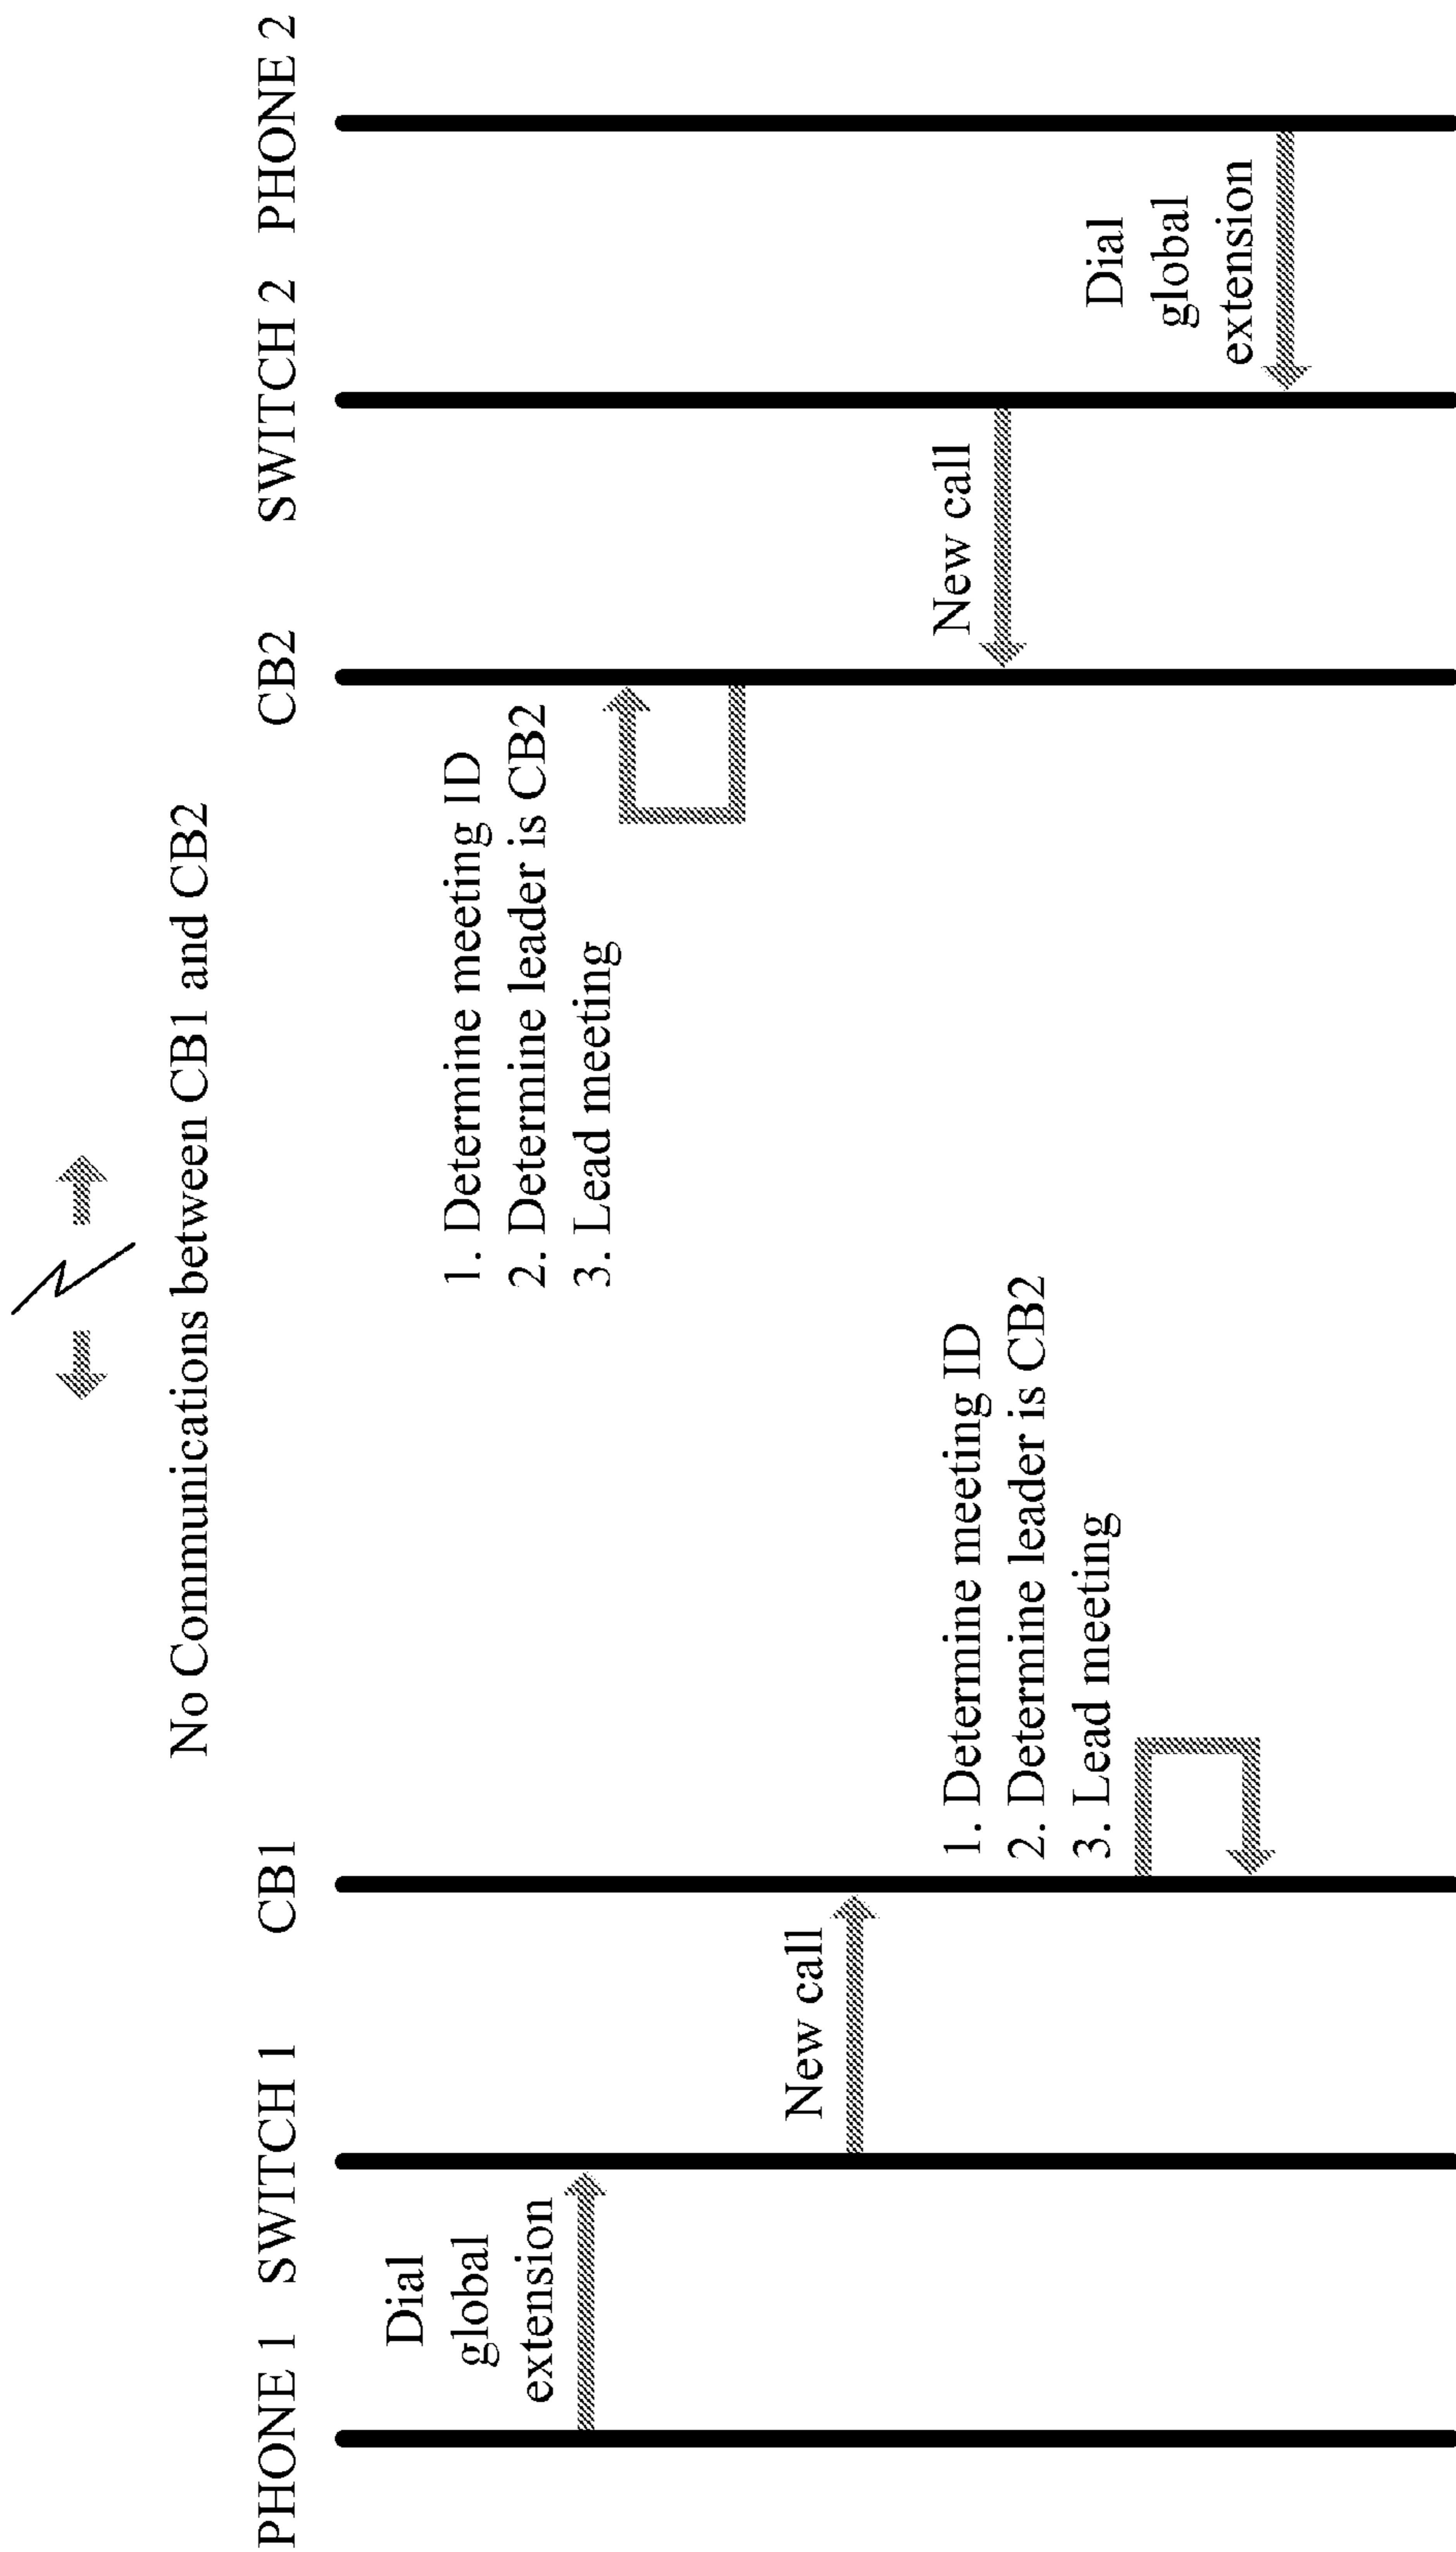 No Communications between CB1 and CB2
PHONE 1
SWITCH 1
CB1
CB2
SWITCH 2
PHONE 2
Dial
global
extension
New call
1. Determine meeting ID
2. Determine leader is CB2
3. Lead meeting
1. Determine meeting ID
2. Determine leader is CB2
3. Lead meeting
New call
Dial
global
extension